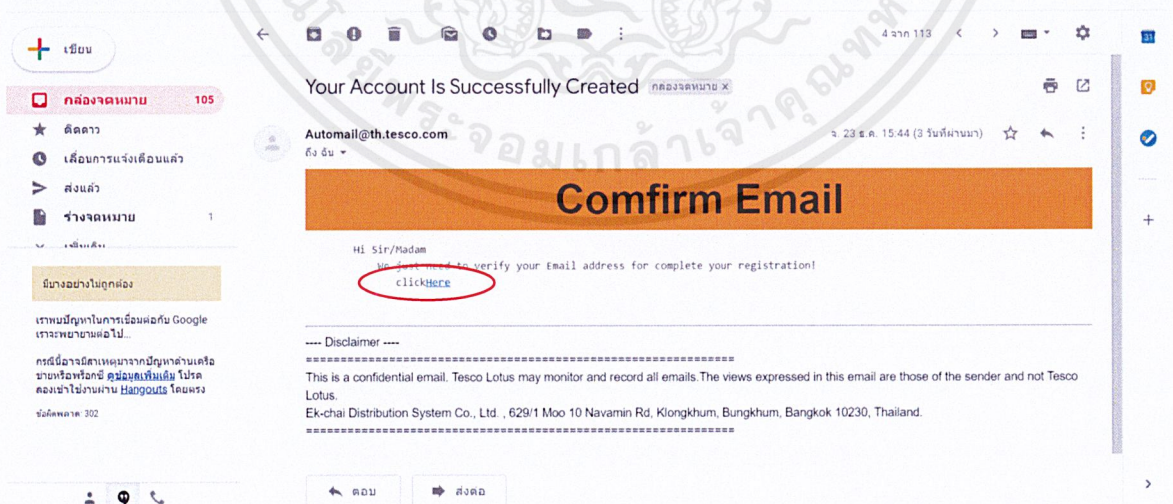 เขียน
4 จาก 113
กล่องจดหมาย 105
ติดดาว
เลื่อนการแจ้งเตือนแล้ว
ส่งแล้ว
ร่างจดหมาย 1
เพิ่มเติม
มีบางอย่างไม่ถูกต้อง
เราพบปัญหาในการเชื่อมต่อกับ Google
เราจะพยายามต่อไป...
กรณีนี้อาจมีสาเหตุมาจากปัญหาด้านเครือ
ข่ายหรือพร็อกซี ดูข้อมูลเพิ่มเติม โปรด
ลองเข้าใช้งานผ่าน Hangouts โดยตรง
ข้อผิดพลาด: 302
Your Account Is Successfully Created กล่องจดหมาย x
Automail@th.tesco.com จ. 23 ธ.ค. 15:44 (3 วันที่ผ่านมา)
ถึง ฉัน
Comfirm Email
Hi Sir/Madam
We just need to verify your Email address for complete your registration!
clickHere
---- Disclaimer ----
This is a confidential email. Tesco Lotus may monitor and record all emails.The views expressed in this email are those of the sender and not Tesco
Lotus.
Ek-chai Distribution System Co., Ltd. , 629/1 Moo 10 Navamin Rd, Klongkhum, Bungkhum, Bangkok 10230, Thailand.
ตอบ
ส่งต่อ
31